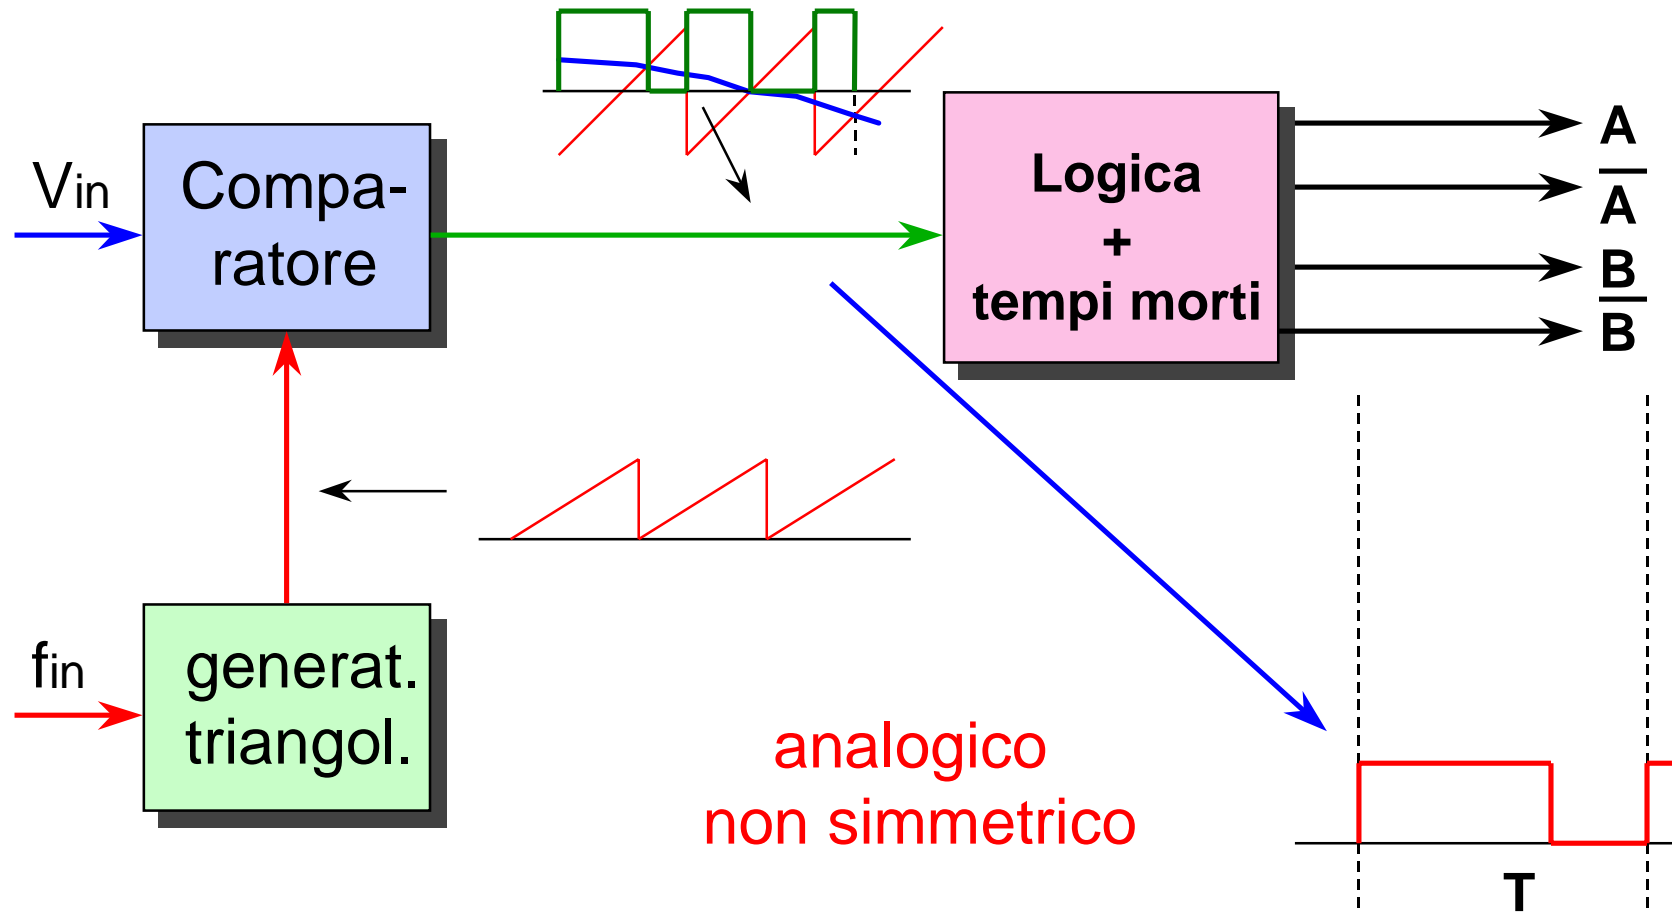 Vin
Compa-
ratore
Logica
+
tempi morti
A
A
B
B
fin
generat.
triangol.
analogico
non simmetrico
T